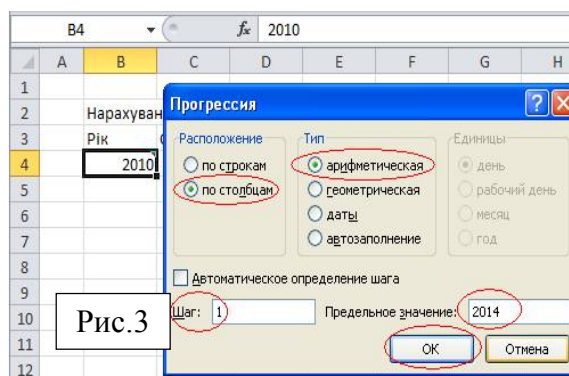 B4 fx 2010
A B C D E F G H
1
2 Нарахуван
3 Рік
4 2010
5
6
7
8
9
10
11
12
Прогрессия
Расположение
по строкам
по столбцам
Тип
арифметическая
геометрическая
даты
автозаполнение
Единицы
день
рабочий день
месяц
год
Автоматическое определение шага
Шаг: 1 Предельное значение: 2014
ОК Отмена
Рис.3